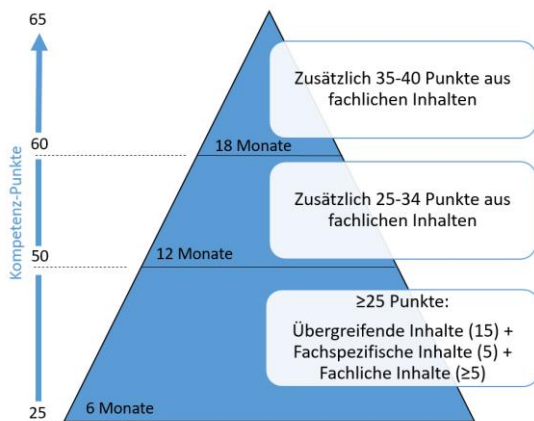 65
Zusätzlich 35-40 Punkte aus
fachlichen Inhalten
60
18 Monate
Zusätzlich 25-34 Punkte aus
fachlichen Inhalten
Kompetenz-Punkte
50
12 Monate
≥25 Punkte:
Übergreifende Inhalte (15) +
Fachspezifische Inhalte (5) +
Fachliche Inhalte (≥5)
25
6 Monate